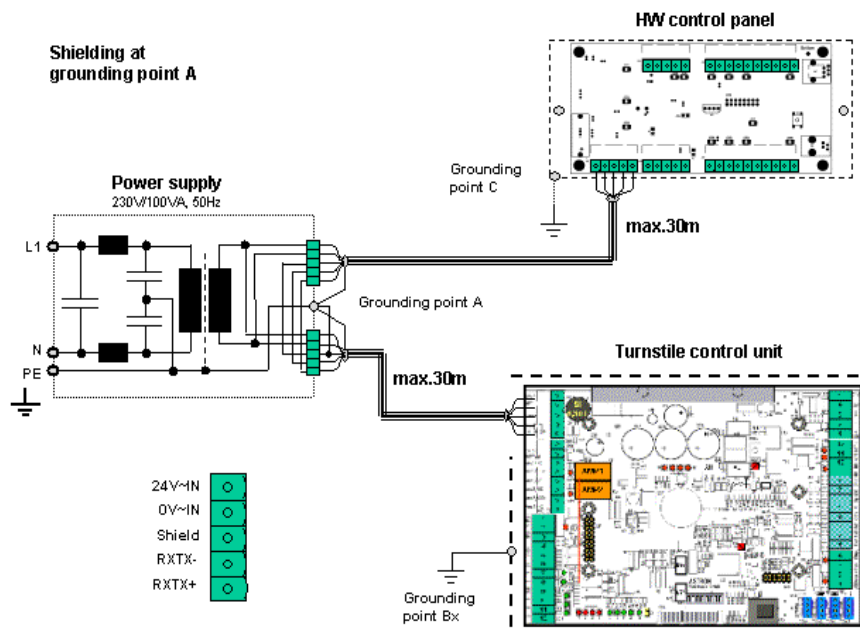 HW control panel
Shielding at
grounding point A
Grounding
point C
Power supply
230V/100VA, 50Hz
max.30m
L1
Grounding point A
N
PE
max.30m
Turnstile control unit
24V~IN
0V~IN
Shield
RXTX-
RXTX+
Grounding
point Bx